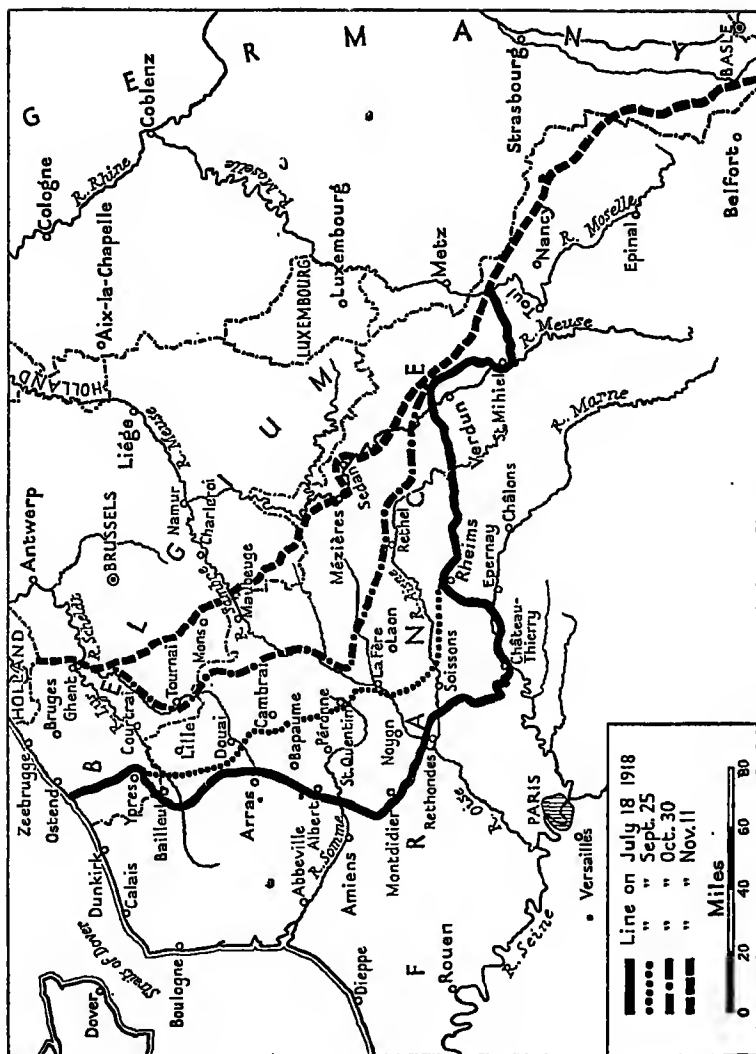 Straits of Dover
Dover
Zeebrugge
HOLLAND
Ostend
Bruges
Antwerp
Dunkirk
Calais
Boulogne
Ghent
R. Scheldt
R. Lys
BRUSSELS
HOLLAND
Cologne
Aix-la-Chapelle
R. Rhine
Coblenz
BELGIUM
GERMANY
Ypres
Courtrai
Bailleul
Lille
Tournai
Mons
Liége
R. Meuse
Namur
Charleroi
R. Sambre
Maubeuge
Arras
Douai
Cambrai
Bapaume
Abbeville
Albert
Péronne
R. Somme
Amiens
St. Quentin
Dieppe
Montdidier
Noyon
La Fère
Laon
Mézières
Sedan
LUXEMBOURG
Luxembourg
R. Moselle
Rethel
R. Aisne
Rethondes
Soissons
R. Oise
Rouen
R. Seine
FRANCE
Rheims
Verdun
Metz
Epernay
Château-
Thierry
Châlons
St. Mihiel
R. Meuse
R. Marne
PARIS
Versailles
Toul
Nancy
R. Moselle
Epinal
Strasbourg
Belfort
BASLE
Line on July 18 1918
" " Sept. 25
" " Oct. 30
" " Nov. 11
Miles
0 20 40 60 80